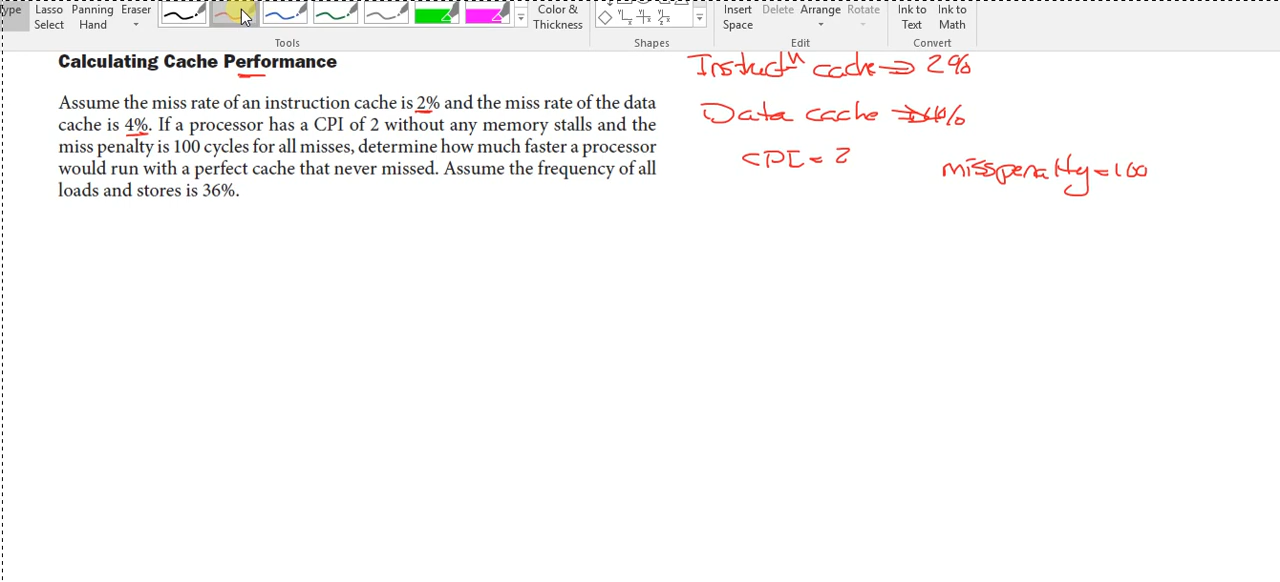 Type
Lasso Select
Panning Hand
Eraser
Color & Thickness
Insert Space
Delete
Arrange
Rotate
Ink to Text
Ink to Math
Tools
Shapes
Edit
Convert
Calculating Cache Performance
Instructn cache ⇒ 2%
Assume the miss rate of an instruction cache is 2% and the miss rate of the data
Data cache ⇒ 4%
cache is 4%. If a processor has a CPI of 2 without any memory stalls and the
miss penalty is 100 cycles for all misses, determine how much faster a processor
CPI = 2
would run with a perfect cache that never missed. Assume the frequency of all
miss penalty = 100
loads and stores is 36%.